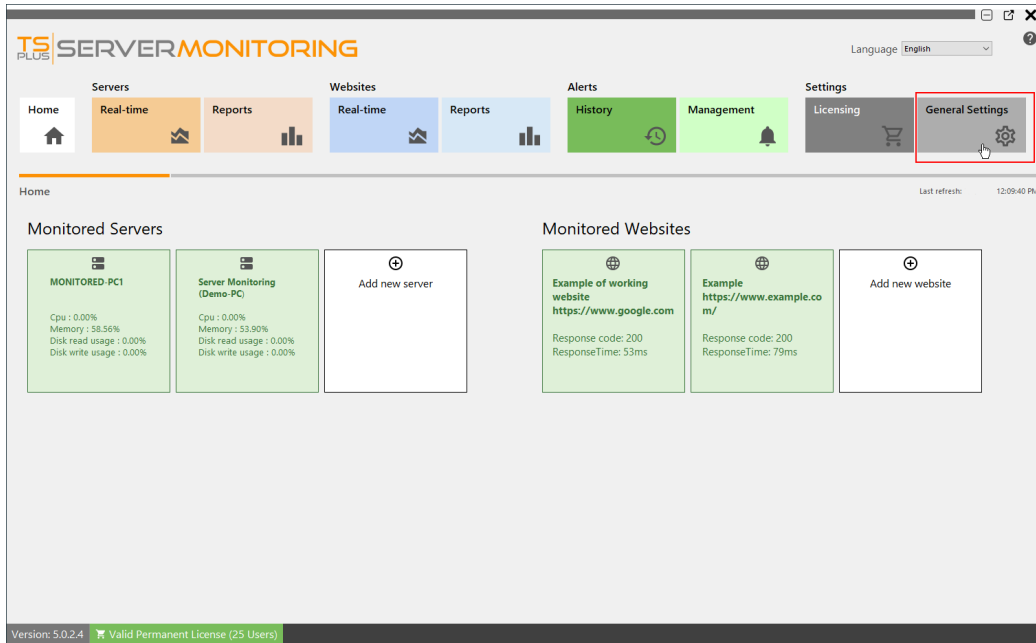 TS PLUS SERVERMONITORING
Language English
Servers
Websites
Alerts
Settings
Home
Real-time
Reports
Real-time
Reports
History
Management
Licensing
General Settings
Home
Last refresh: 12:09:40 PM
Monitored Servers
MONITORED-PC1
Cpu : 0.00%
Memory : 58.56%
Disk read usage : 0.00%
Disk write usage : 0.00%
Server Monitoring
(Demo-PC)
Cpu : 0.00%
Memory : 53.90%
Disk read usage : 0.00%
Disk write usage : 0.00%
Add new server
Monitored Websites
Example of working
website
https://www.google.com
Response code: 200
ResponseTime: 53ms
Example
https://www.example.co
m/
Response code: 200
ResponseTime: 79ms
Add new website
Version: 5.0.2.4
Valid Permanent License (25 Users)